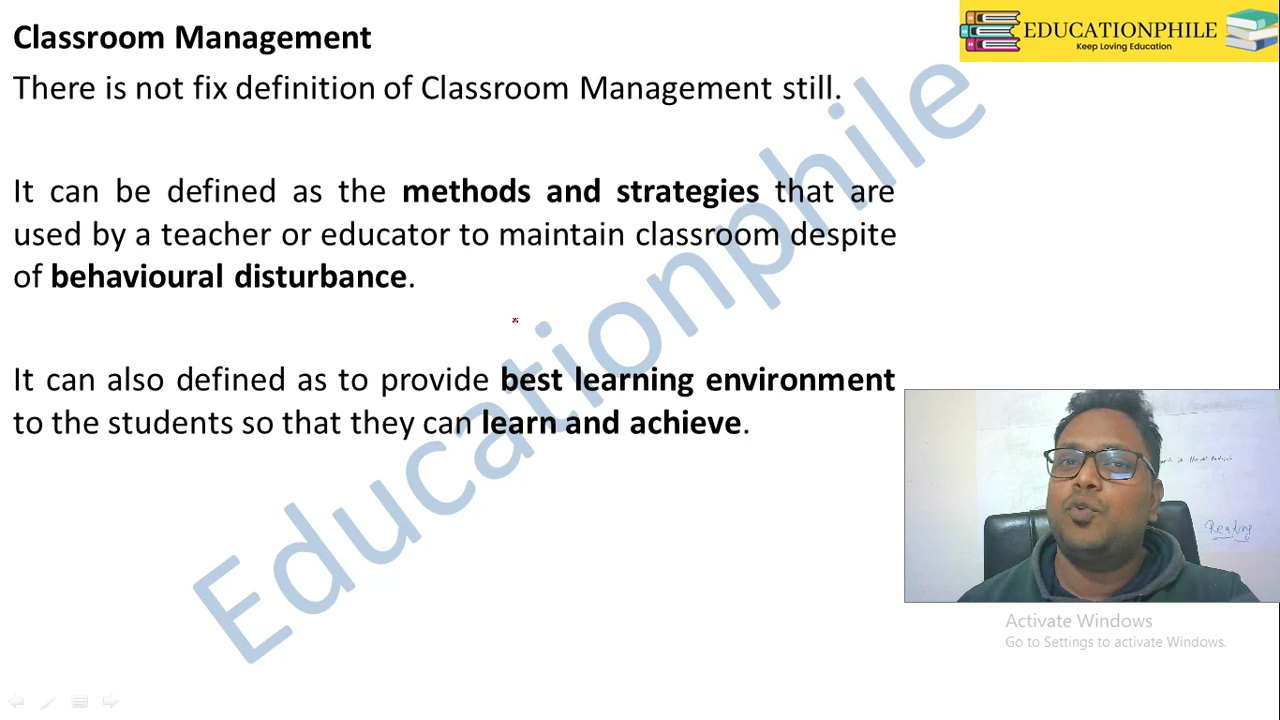 Classroom Management
There is not fix definition of Classroom Management still.
It can be defined as the methods and strategies that are
used by a teacher or educator to maintain classroom despite
of behavioural disturbance.
It can also defined as to provide best learning environment
to the students so that they can learn and achieve.
EDUCATIONPHILE
Keep Loving Education
Educationphile
Reading
Activate Windows
Go to Settings to activate Windows.